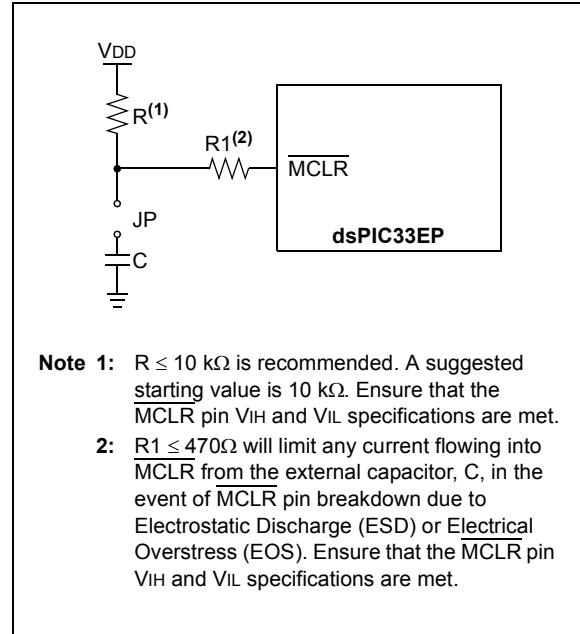 VDD
R(1)
R1(2)
MCLR
JP
dsPIC33EP
C
Note 1: R ≤ 10 kΩ is recommended. A suggested
starting value is 10 kΩ. Ensure that the
MCLR pin VIH and VIL specifications are met.
2: R1 ≤ 470Ω will limit any current flowing into
MCLR from the external capacitor, C, in the
event of MCLR pin breakdown due to
Electrostatic Discharge (ESD) or Electrical
Overstress (EOS). Ensure that the MCLR pin
VIH and VIL specifications are met.